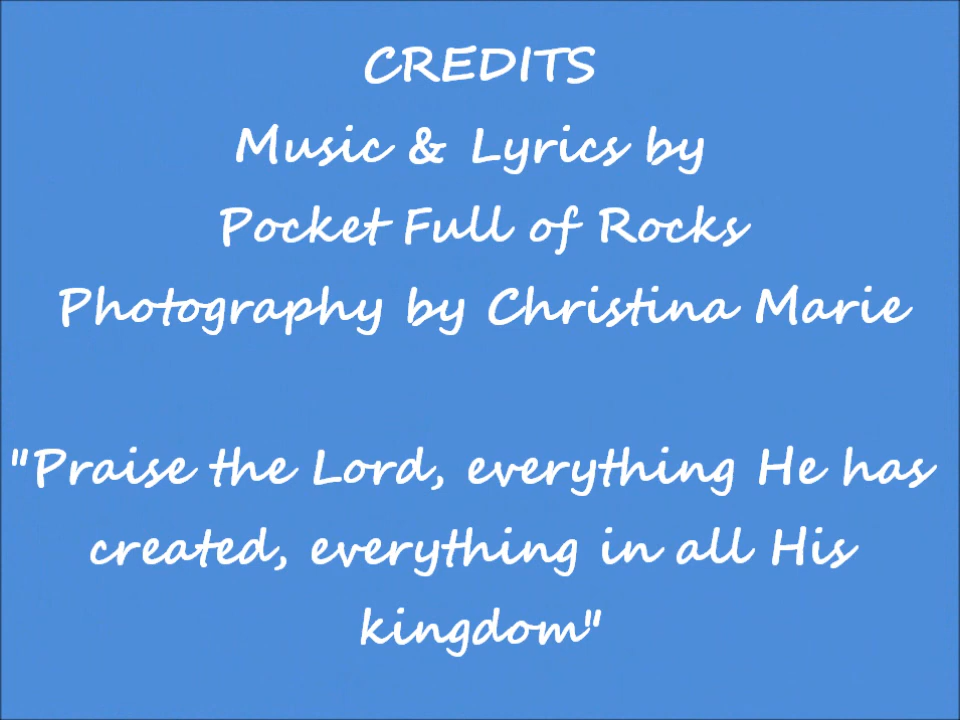 CREDITS
Music & Lyrics by
Pocket Full of Rocks
Photography by Christina Marie
"Praise the Lord, everything He has
created, everything in all His
kingdom"